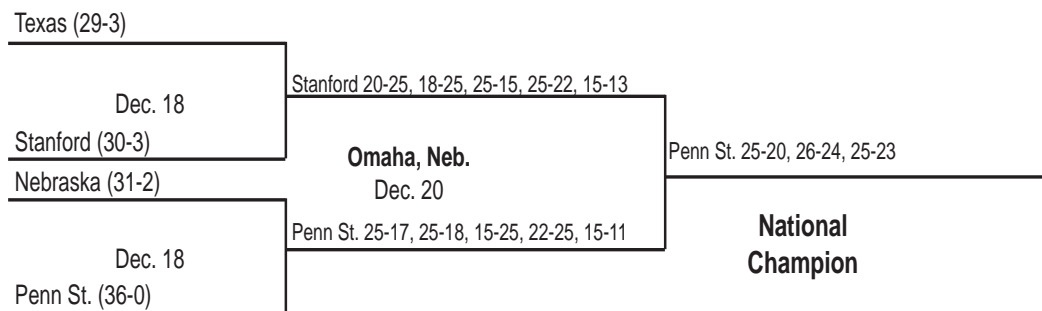 Texas (29-3)
Dec. 18
Stanford (30-3)
Nebraska (31-2)
Dec. 18
Penn St. (36-0)
Stanford 20-25, 18-25, 25-15, 25-22, 15-13
Omaha, Neb.
Dec. 20
Penn St. 25-17, 25-18, 15-25, 22-25, 15-11
Penn St. 25-20, 26-24, 25-23
National
Champion